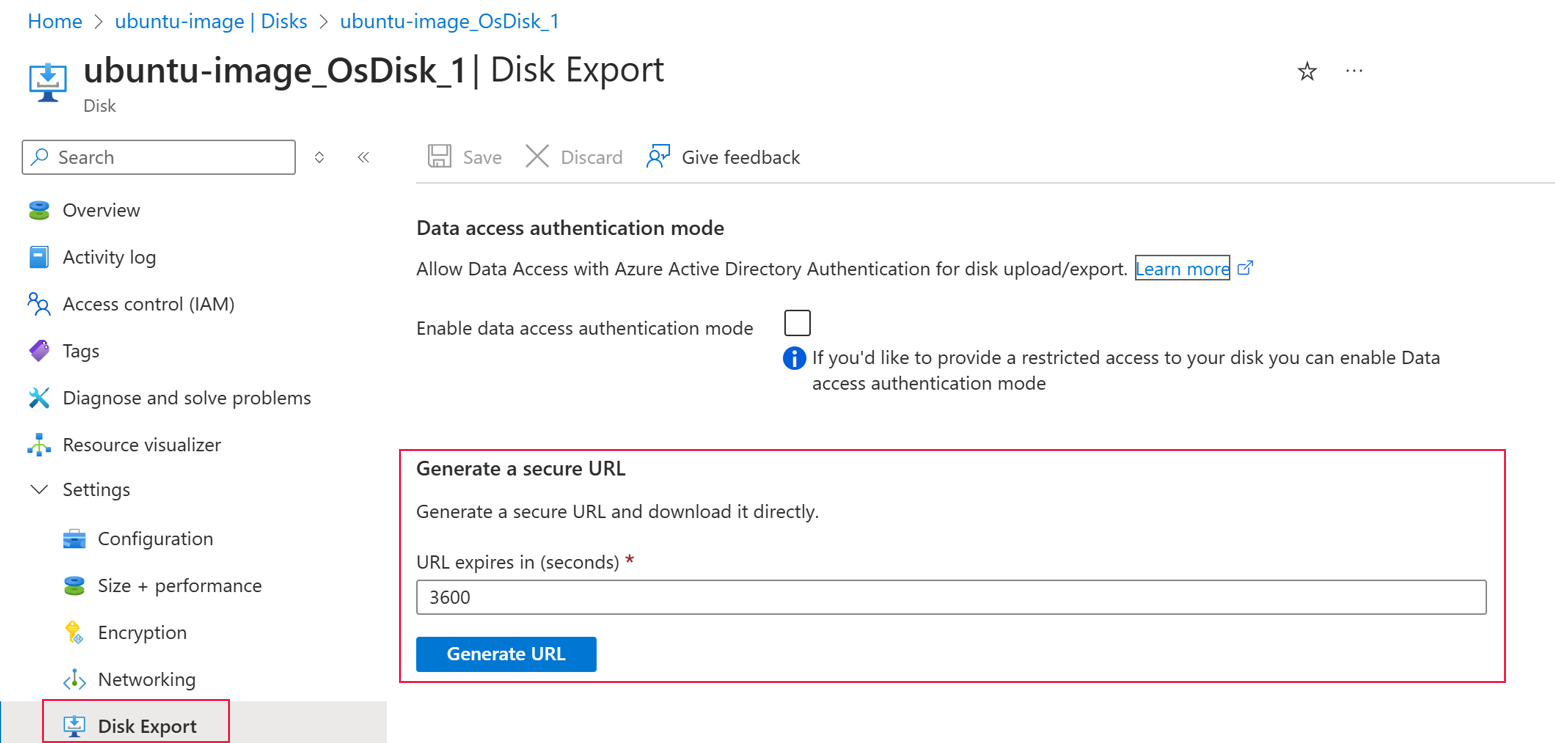 Home > ubuntu-image | Disks > ubuntu-image_OsDisk_1
ubuntu-image_OsDisk_1 | Disk Export
Disk
Search
Save Discard Give feedback
Overview
Activity log
Access control (IAM)
Tags
Diagnose and solve problems
Resource visualizer
Settings
Configuration
Size + performance
Encryption
Networking
Disk Export
Data access authentication mode
Allow Data Access with Azure Active Directory Authentication for disk upload/export. Learn more
Enable data access authentication mode
If you'd like to provide a restricted access to your disk you can enable Data
access authentication mode
Generate a secure URL
Generate a secure URL and download it directly.
URL expires in (seconds) *
3600
Generate URL